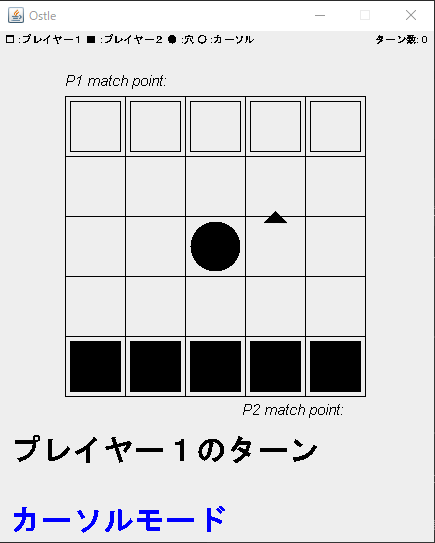 Ostle
□ :プレイヤー1 ■ :プレイヤー2 ● :穴 〇 :カーソル ターン数: 0
P1 match point:
P2 match point:
プレイヤー1のターン
カーソルモード